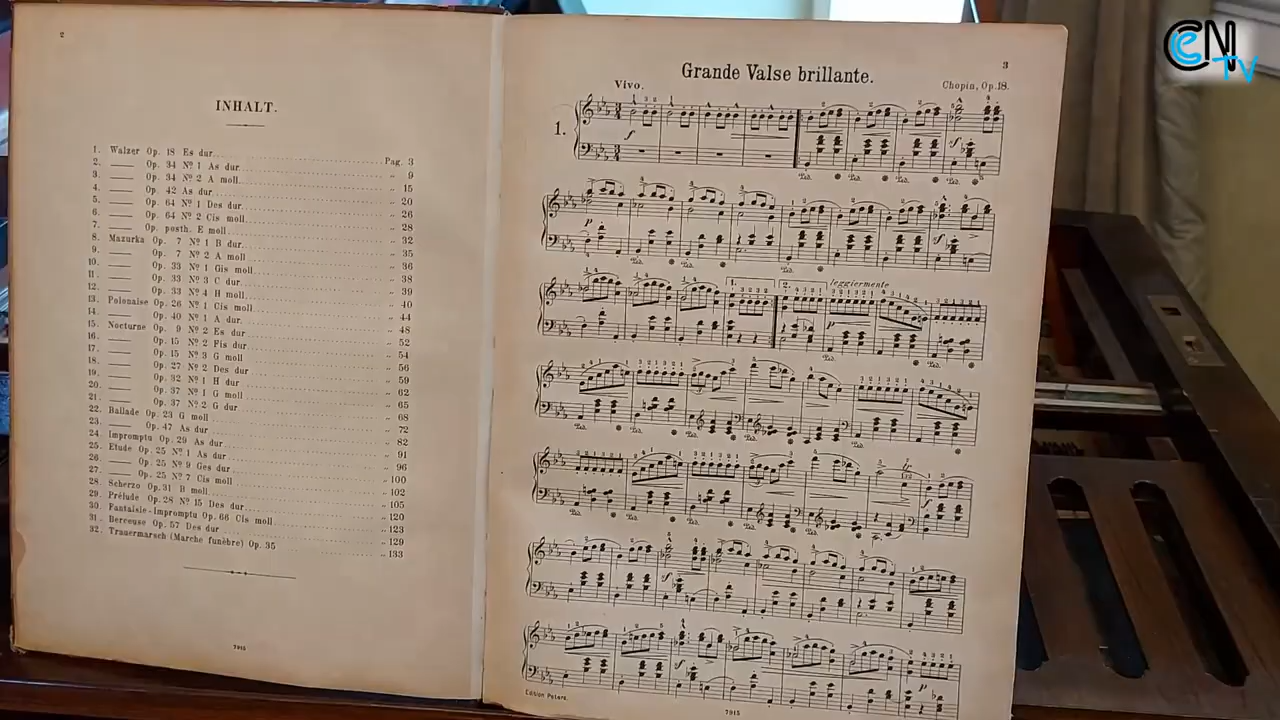 2
INHALT.
1. Walzer Op. 18 Es dur Pag. 3
2. —— Op. 34 Nº 1 As dur „ 9
3. —— Op. 34 Nº 2 A moll „ 15
4. —— Op. 42 As dur „ 20
5. —— Op. 64 Nº 1 Des dur „ 26
6. —— Op. 64 Nº 2 Cis moll „ 28
7. —— Op. posth. E moll „ 32
8. Mazurka Op. 7 Nº 1 B dur „ 35
9. —— Op. 7 Nº 2 A moll „ 36
10. —— Op. 33 Nº 1 Gis moll „ 38
11. —— Op. 33 Nº 3 C dur „ 39
12. —— Op. 33 Nº 4 H moll „ 40
13. Polonaise Op. 26 Nº 1 Cis moll „ 44
14. —— Op. 40 Nº 1 A dur „ 48
15. Nocturne Op. 9 Nº 2 Es dur „ 52
16. —— Op. 15 Nº 2 Fis dur „ 54
17. —— Op. 15 Nº 3 G moll „ 56
18. —— Op. 27 Nº 2 Des dur „ 59
19. —— Op. 32 Nº 1 H dur „ 62
20. —— Op. 37 Nº 1 G moll „ 65
21. —— Op. 37 Nº 2 G dur „ 68
22. Ballade Op. 23 G moll „ 72
23. —— Op. 47 As dur „ 82
24. Impromptu Op. 29 As dur „ 91
25. Etude Op. 25 Nº 1 As dur „ 96
26. —— Op. 25 Nº 9 Ges dur „ 100
27. —— Op. 25 Nº 7 Cis moll „ 102
28. Scherzo Op. 31 B moll „ 105
29. Prélude Op. 28 Nº 15 Des dur „ 120
30. Fantaisie-Impromptu Op. 66 Cis moll „ 123
31. Berceuse Op. 57 Des dur „ 129
32. Trauermarsch (Marche funèbre) Op. 35 „ 133
7915
3
Grande Valse brillante.
Vivo.
Chopin, Op. 18.
1.
leggiermente
Edition Peters.
7915
CeN TV